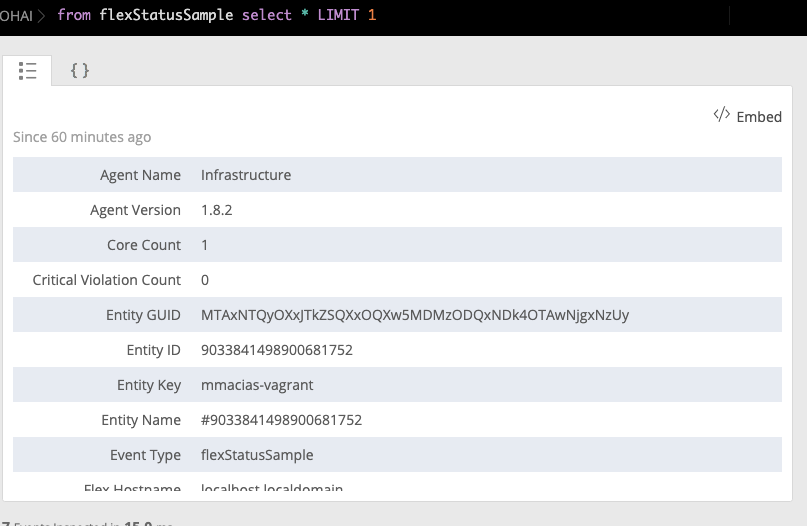 OHAI > from flexStatusSample select * LIMIT 1
{ }
</> Embed
Since 60 minutes ago
Agent Name Infrastructure
Agent Version 1.8.2
Core Count 1
Critical Violation Count 0
Entity GUID MTAxNTQyOXxJTkZSQXxOQXw5MDMzODQxNDk4OTAwNjgxNzUy
Entity ID 9033841498900681752
Entity Key mmacias-vagrant
Entity Name #9033841498900681752
Event Type flexStatusSample
Flex Hostname localhost.localdomain
7 Events Inspected in 15.0 ms